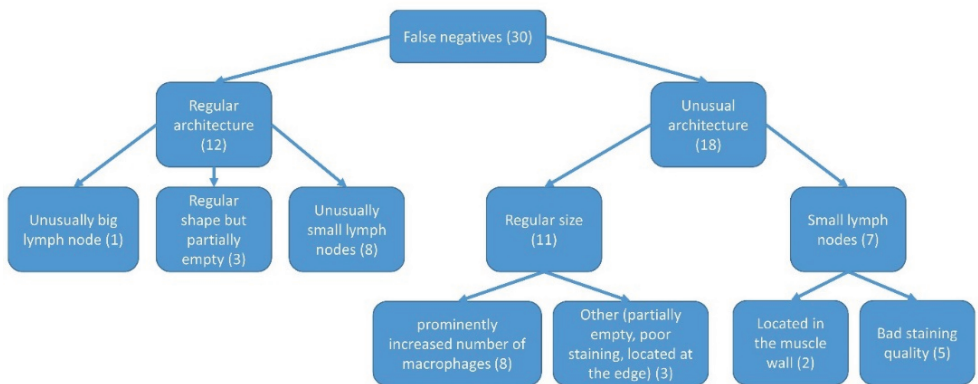 False negatives (30)
Regular
architecture
(12)
Unusual
architecture
(18)
Unusually big
lymph node (1)
Regular
shape but
partially
empty (3)
Unusually
small lymph
nodes (8)
Regular size
(11)
Small lymph
nodes (7)
prominently
increased number of
macrophages (8)
Other (partially
empty, poor
staining, located at
the edge) (3)
Located in
the muscle
wall (2)
Bad staining
quality (5)